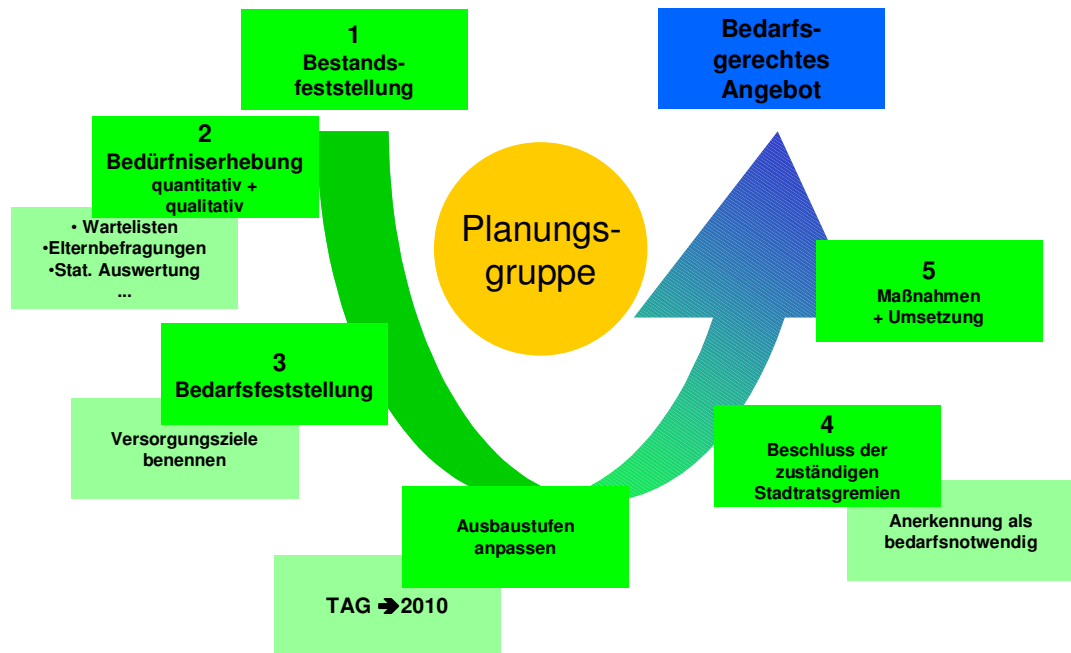 1
Bestands-
feststellung
2
Bedürfniserhebung
quantitativ +
qualitativ
• Wartelisten
•Elternbefragungen
•Stat. Auswertung
...
3
Bedarfsfeststellung
Versorgungsziele
benennen
Ausbaustufen
anpassen
TAG ➔2010
Planungs-
gruppe
4
Beschluss der
zuständigen
Stadtratsgremien
Anerkennung als
bedarfsnotwendig
5
Maßnahmen
+ Umsetzung
Bedarfs-
gerechtes
Angebot